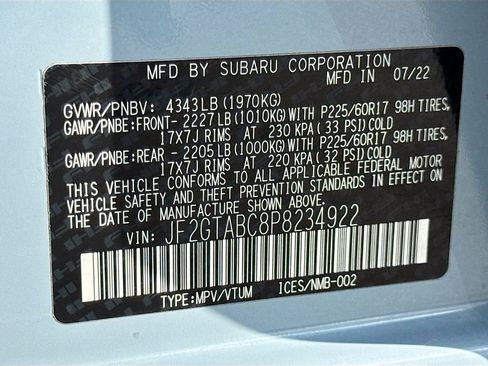 MFD BY SUBARU CORPORATION 07/22
GVWR/PNBV: 4343LB(1970KG)
GAWR/PNBE:FRONT- 2227LB(1010KG)WITH P225/60R17 98H TIRES,
17X7J RIMS AT 230 KPA(33 PSI)COLD
GAWR/PNBE:REAR - 2205LB(1000KG)WITH P225/60R17 98H TIRES,
17X7J RIMS AT 220 KPA(32 PSI)COLD
THIS VEHICLE CONFORMS TO ALL APPLICABLE FEDERAL MOTOR
VEHICLE SAFETY AND THEFT PREVENTION STANDARDS IN EFFECT
ON THE DATE OF MANUFACTURE SHOWN ABOVE.
VIN: JF2GTABC8P8234922
TYPE:MPV/VTUM ICES/NMB-002